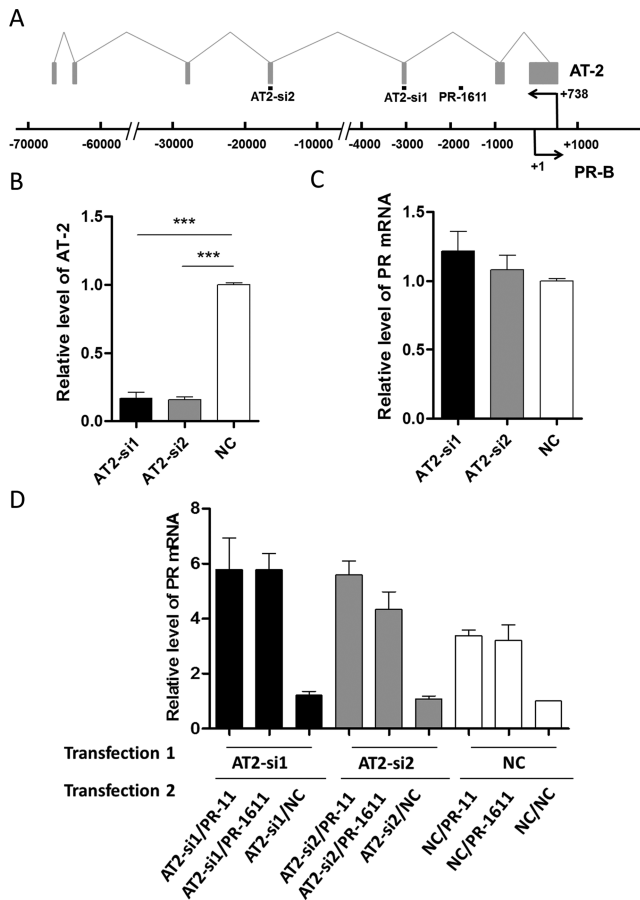 A
AT-2
AT2-si2
AT2-si1
PR-1611
+738
-70000
-60000
-30000
-20000
-10000
-4000
-3000
-2000
-1000
+1000
+1
PR-B
B
Relative level of AT-2
1.5
1.0
0.5
0.0
***
***
AT2-si1
AT2-si2
NC
C
Relative level of PR mRNA
1.5
1.0
1.5
0.0
AT2-si1
AT2-si2
NC
D
Relative level of PR mRNA
8
6
4
2
0
Transfection 1
AT2-si1
AT2-si2
NC
Transfection 2
AT2-si1/PR-11
AT2-si1/PR-1611
AT2-si1/NC
AT2-si2/PR-11
AT2-si2/PR-1611
AT2-si2/NC
NC/PR-11
NC/PR-1611
NC/NC